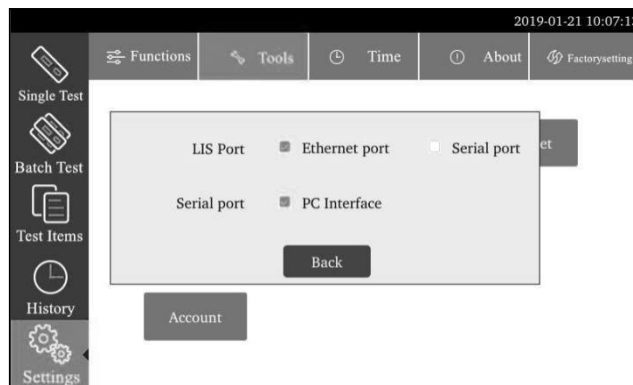 2019-01-21 10:07:13
Functions
Tools
Time
About
Factorysetting
Single Test
Batch Test
Test Items
History
Settings
LIS Port
Ethernet port
Serial port
et
Serial port
PC Interface
Back
Account